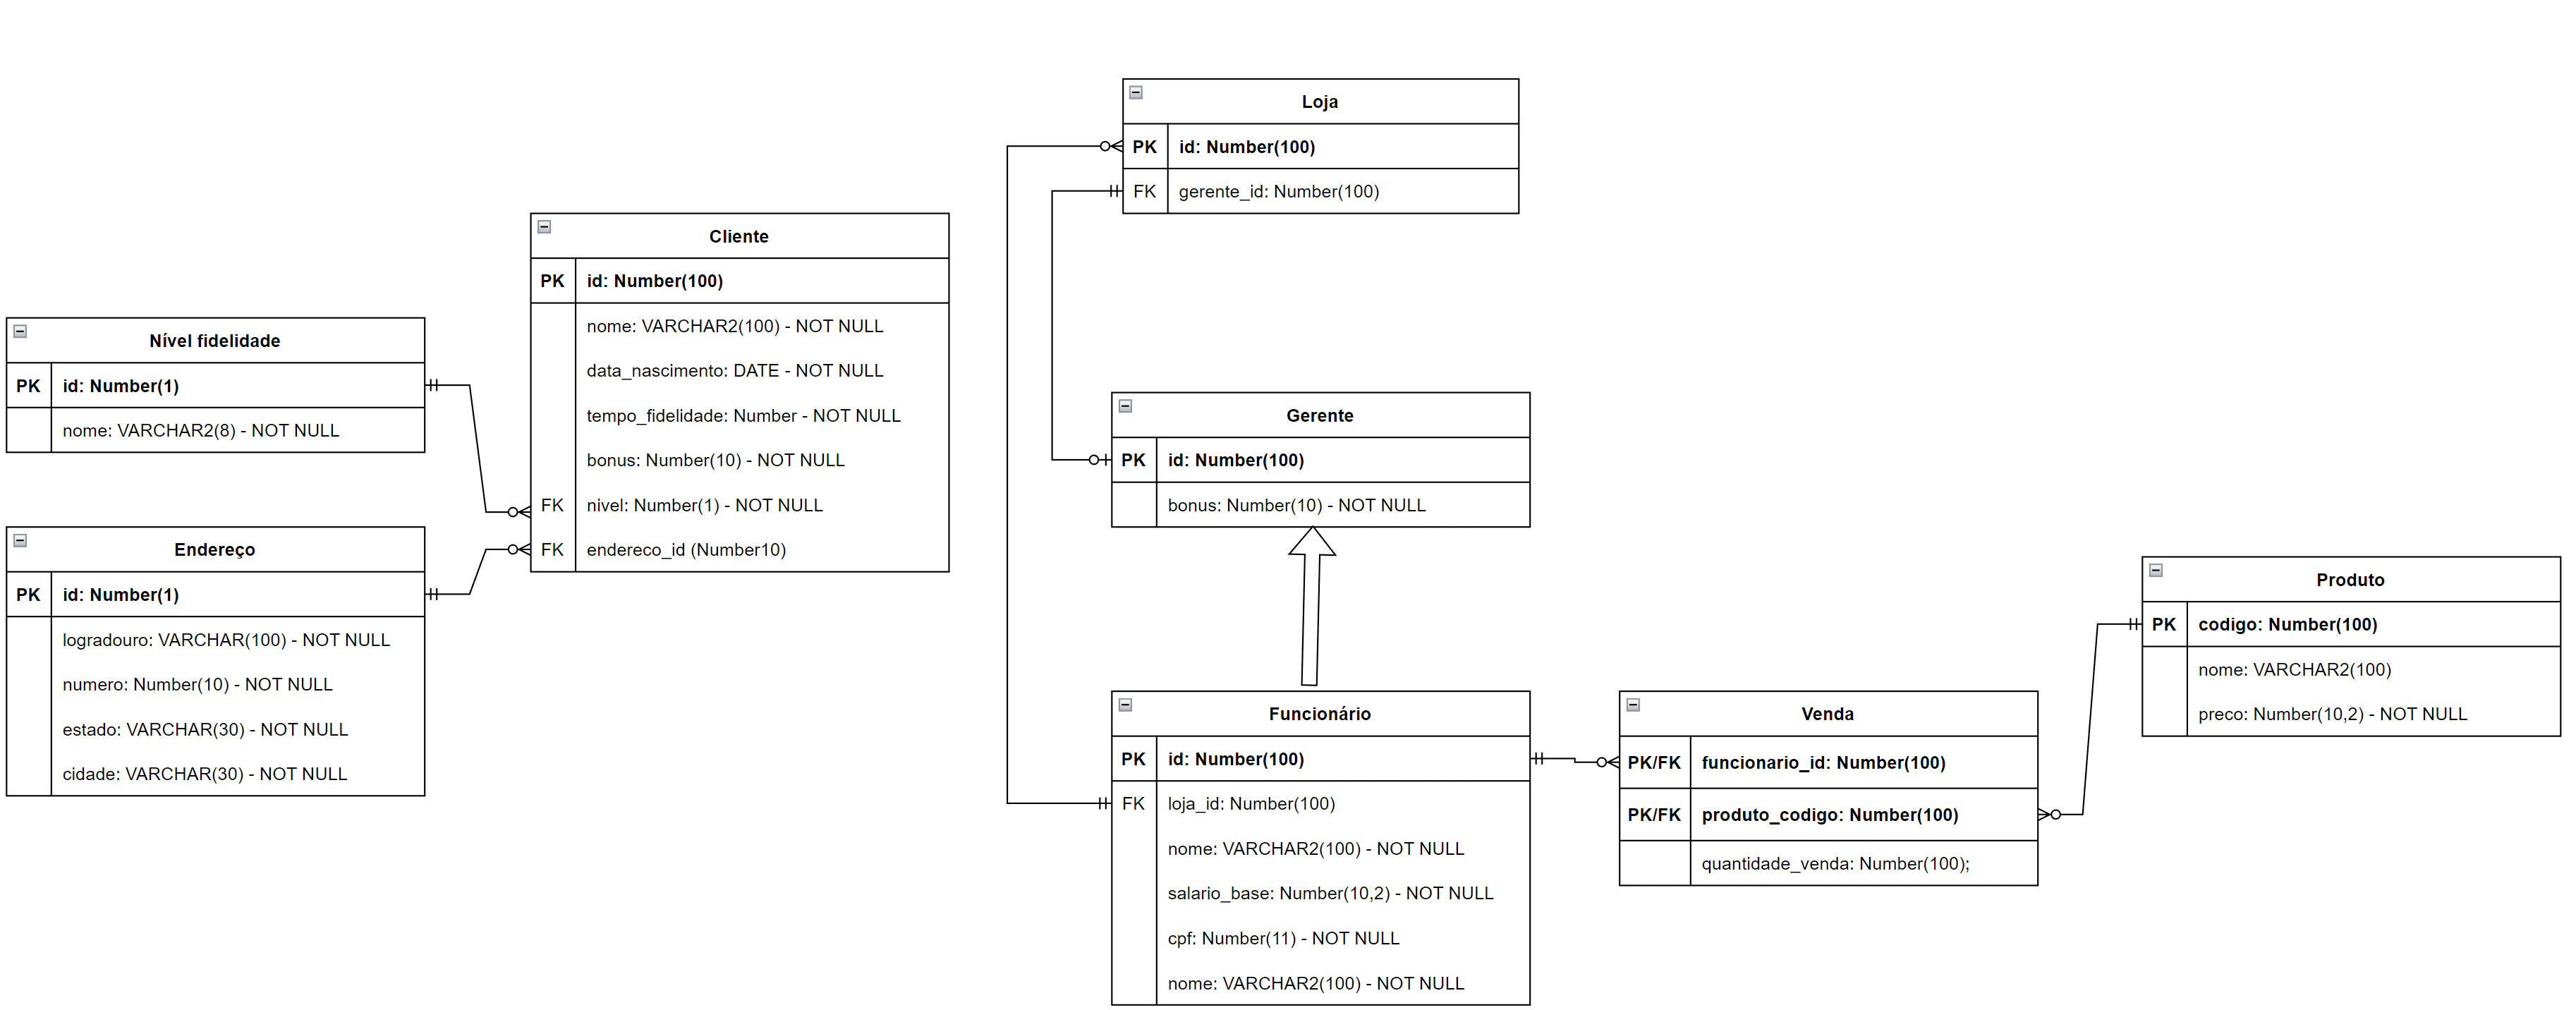 Loja
PK id: Number(100)
FK gerente_id: Number(100)
Cliente
PK id: Number(100)
nome: VARCHAR2(100) - NOT NULL
data_nascimento: DATE - NOT NULL
tempo_fidelidade: Number - NOT NULL
bonus: Number(10) - NOT NULL
FK nivel: Number(1) - NOT NULL
FK endereco_id (Number10)
Nível fidelidade
PK id: Number(1)
nome: VARCHAR2(8) - NOT NULL
Endereço
PK id: Number(1)
logradouro: VARCHAR(100) - NOT NULL
numero: Number(10) - NOT NULL
estado: VARCHAR(30) - NOT NULL
cidade: VARCHAR(30) - NOT NULL
Gerente
PK id: Number(100)
bonus: Number(10) - NOT NULL
Funcionário
PK id: Number(100)
FK loja_id: Number(100)
nome: VARCHAR2(100) - NOT NULL
salario_base: Number(10,2) - NOT NULL
cpf: Number(11) - NOT NULL
nome: VARCHAR2(100) - NOT NULL
Venda
PK/FK funcionario_id: Number(100)
PK/FK produto_codigo: Number(100)
quantidade_venda: Number(100);
Produto
PK codigo: Number(100)
nome: VARCHAR2(100)
preco: Number(10,2) - NOT NULL